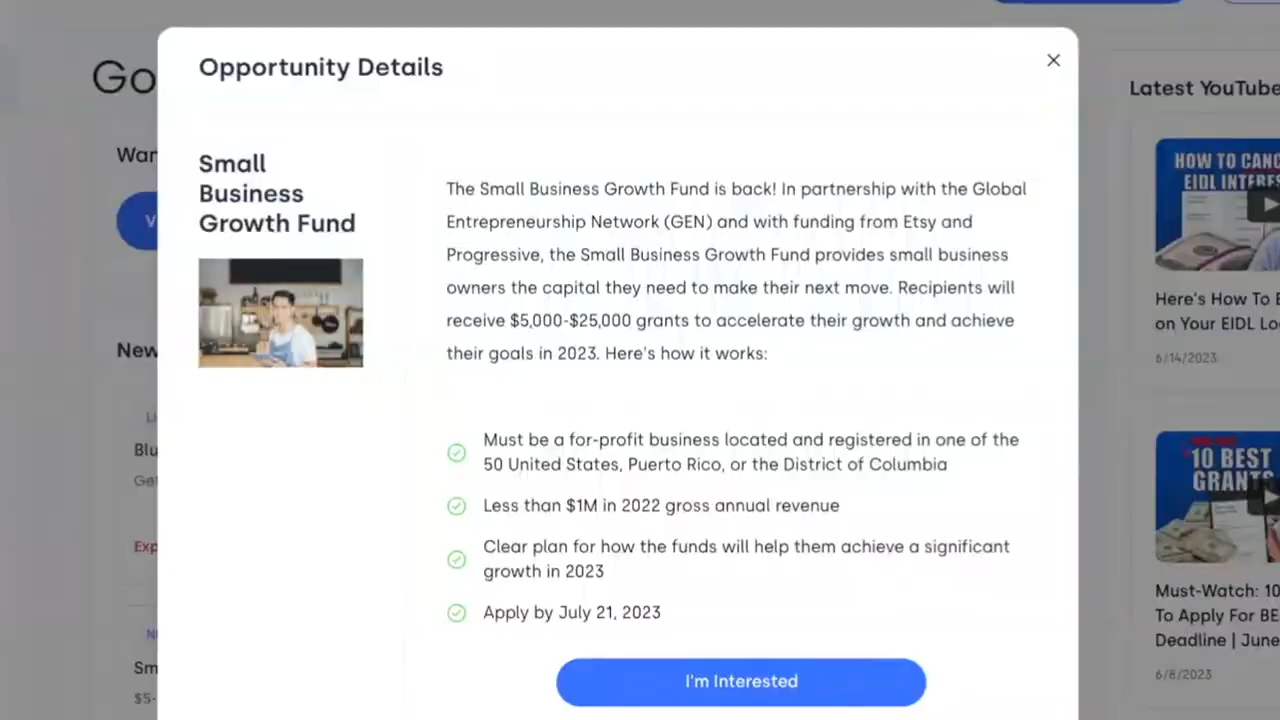 Opportunity Details
Small
Business
Growth Fund
The Small Business Growth Fund is back! In partnership with the Global
Entrepreneurship Network (GEN) and with funding from Etsy and
Progressive, the Small Business Growth Fund provides small business
owners the capital they need to make their next move. Recipients will
receive $5,000-$25,000 grants to accelerate their growth and achieve
their goals in 2023. Here's how it works:
Must be a for-profit business located and registered in one of the
50 United States, Puerto Rico, or the District of Columbia
Less than $1M in 2022 gross annual revenue
Clear plan for how the funds will help them achieve a significant
growth in 2023
Apply by July 21, 2023
I'm Interested
Go
New
Latest YouTube
HOW TO
Here's How To
on Your EIDL
6/14/2023
10 BEST
GRANTS
Must-Watch: 10
To Apply For
Deadline | June
6/8/2023